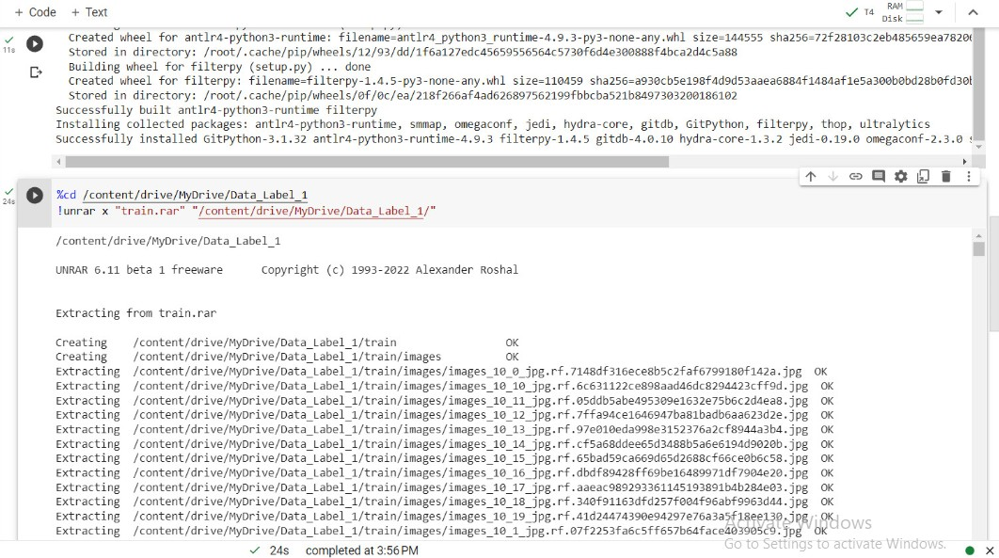 + Code + Text
T4 RAM Disk
11s
Created wheel for antlr4-python3-runtime: filename=antlr4_python3_runtime-4.9.3-py3-none-any.whl size=144555 sha256=72f28103c2eb485659ea7820
Stored in directory: /root/.cache/pip/wheels/12/93/dd/1f6a127edc45659556564c5730f6d4e300888f4bca2d4c5a88
Building wheel for filterpy (setup.py) ... done
Created wheel for filterpy: filename=filterpy-1.4.5-py3-none-any.whl size=110459 sha256=a930cb5e198f4d9d53aaea6884f1484af1e5a300b0bd28b0fd30
Stored in directory: /root/.cache/pip/wheels/0f/0c/ea/218f266af4ad626897562199fbbcba521b8497303200186102
Successfully built antlr4-python3-runtime filterpy
Installing collected packages: antlr4-python3-runtime, smmap, omegaconf, jedi, hydra-core, gitdb, GitPython, filterpy, thop, ultralytics
Successfully installed GitPython-3.1.32 antlr4-python3-runtime-4.9.3 filterpy-1.4.5 gitdb-4.0.10 hydra-core-1.3.2 jedi-0.19.0 omegaconf-2.3.0
24s
%cd /content/drive/MyDrive/Data_Label_1
!unrar x "train.rar" "/content/drive/MyDrive/Data_Label_1/"
/content/drive/MyDrive/Data_Label_1
UNRAR 6.11 beta 1 freeware Copyright (c) 1993-2022 Alexander Roshal
Extracting from train.rar
Creating /content/drive/MyDrive/Data_Label_1/train OK
Creating /content/drive/MyDrive/Data_Label_1/train/images OK
Extracting /content/drive/MyDrive/Data_Label_1/train/images/images_10_0_jpg.rf.7148df316ece8b5c2faf6799180f142a.jpg OK
Extracting /content/drive/MyDrive/Data_Label_1/train/images/images_10_10_jpg.rf.6c631122ce898aad46dc8294423cff9d.jpg OK
Extracting /content/drive/MyDrive/Data_Label_1/train/images/images_10_11_jpg.rf.05ddb5abe495309e1632e75b6c2d4ea8.jpg OK
Extracting /content/drive/MyDrive/Data_Label_1/train/images/images_10_12_jpg.rf.7ffa94ce1646947ba81badb6aa623d2e.jpg OK
Extracting /content/drive/MyDrive/Data_Label_1/train/images/images_10_13_jpg.rf.97e010eda998e3152376a2cf8944a3b4.jpg OK
Extracting /content/drive/MyDrive/Data_Label_1/train/images/images_10_14_jpg.rf.cf5a68ddee65d3488b5a6e6194d9020b.jpg OK
Extracting /content/drive/MyDrive/Data_Label_1/train/images/images_10_15_jpg.rf.65bad59ca669d65d2688cf66ce0b6c58.jpg OK
Extracting /content/drive/MyDrive/Data_Label_1/train/images/images_10_16_jpg.rf.dbdf89428ff69be16489971df7904e20.jpg OK
Extracting /content/drive/MyDrive/Data_Label_1/train/images/images_10_17_jpg.rf.aaeac989293361145193891b4b284e03.jpg OK
Extracting /content/drive/MyDrive/Data_Label_1/train/images/images_10_18_jpg.rf.340f91163dfd257f004f96abf9963d44.jpg OK
Extracting /content/drive/MyDrive/Data_Label_1/train/images/images_10_19_jpg.rf.41d24474390e94297e76a3a5f18ee130.jpg OK
Extracting /content/drive/MyDrive/Data_Label_1/train/images/images_10_1_jpg.rf.07f2253fa6c5ff657b64face403905c9.jpg OK
Activate Windows
Go to Settings to activate Windows.
24s completed at 3:56 PM